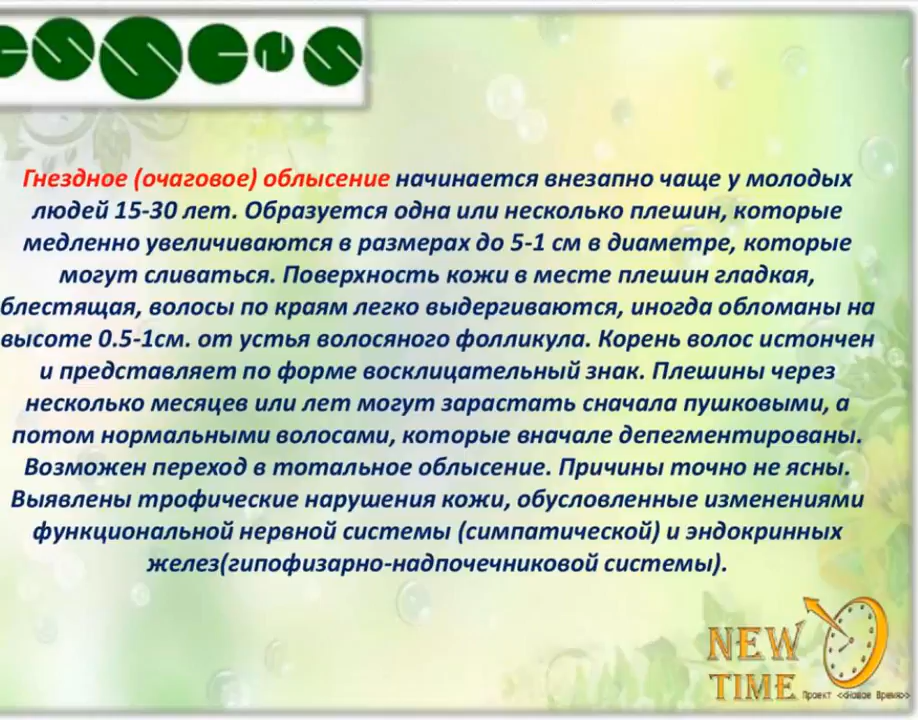 ESSENS
Гнездное (очаговое) облысение начинается внезапно чаще у молодых
людей 15-30 лет. Образуется одна или несколько плешин, которые
медленно увеличиваются в размерах до 5-1 см в диаметре, которые
могут сливаться. Поверхность кожи в месте плешин гладкая,
блестящая, волосы по краям легко выдергиваются, иногда обломаны на
высоте 0.5-1см. от устья волосяного фолликула. Корень волос истончен
и представляет по форме восклицательный знак. Плешины через
несколько месяцев или лет могут зарастать сначала пушковыми, а
потом нормальными волосами, которые вначале депегментированы.
Возможен переход в тотальное облысение. Причины точно не ясны.
Выявлены трофические нарушения кожи, обусловленные изменениями
функциональной нервной системы (симпатической) и эндокринных
желез(гипофизарно-надпочечниковой системы).
NEW
TIME
Проект <<Новое Время>>